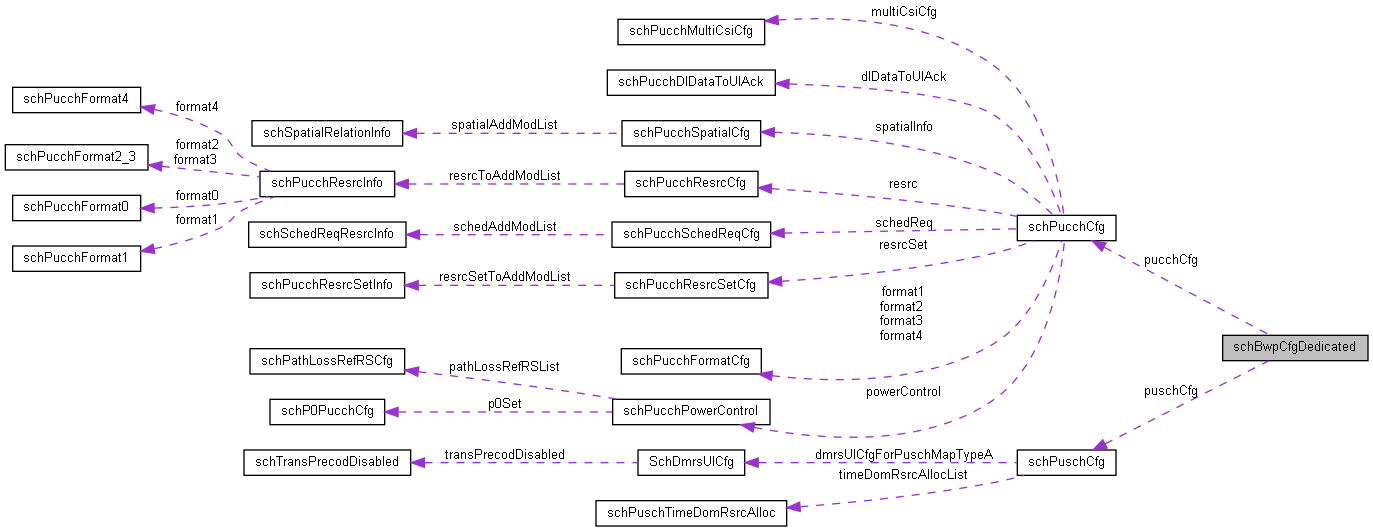 multiCsiCfg
schPucchMultiCsiCfg
dlDataToUlAck
schPucchDlDataToUlAck
schPucchFormat4
format4
schSpatialRelationInfo
spatialAddModList
schPucchSpatialCfg
spatialInfo
schPucchFormat2_3
format2
format3
schPucchResrcInfo
resrcToAddModList
schPucchResrcCfg
resrc
schPucchFormat0
format0
format1
schPucchFormat1
schSchedReqResrcInfo
schedAddModList
schPucchSchedReqCfg
schedReq
schPucchCfg
resrcSet
schPucchResrcSetInfo
resrcSetToAddModList
schPucchResrcSetCfg
pucchCfg
format1
format2
format3
format4
schBwpCfgDedicated
schPathLossRefRSCfg
pathLossRefRSList
schPucchFormatCfg
puschCfg
powerControl
schP0PucchCfg
p0Set
schPucchPowerControl
schTransPrecodDisabled
transPrecodDisabled
SchDmrsUlCfg
dmrsUlCfgForPuschMapTypeA
schPuschCfg
timeDomRsrcAllocList
schPuschTimeDomRsrcAlloc